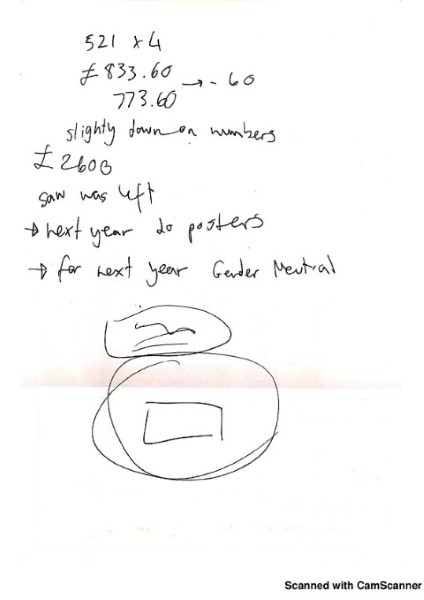 521 x 4
£833.60 → - 60
773.60
slighty down on numbers
£2600
saw was left
→ next year do posters
→ for next year Gender Neutral
Scanned with CamScanner